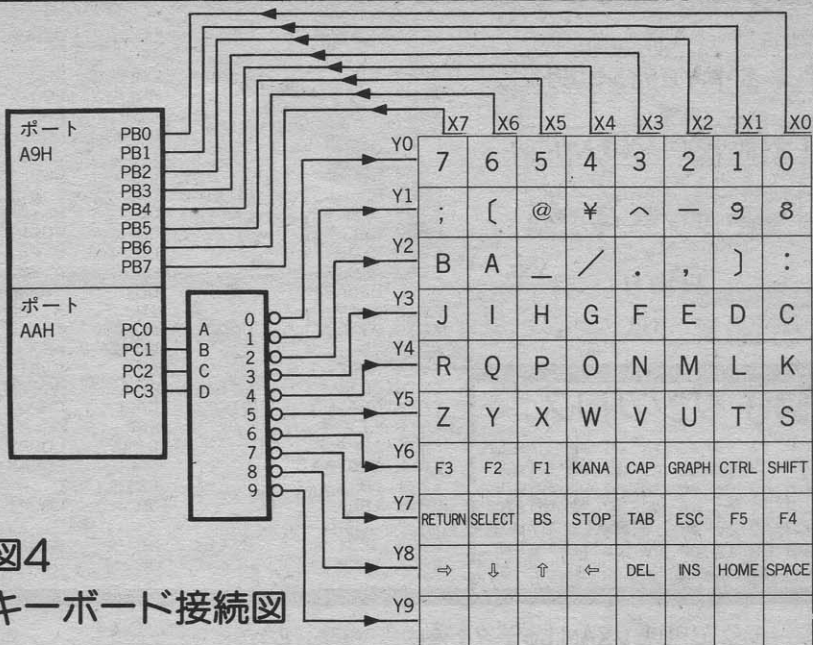 X7 X6 X5 X4 X3 X2 X1 X0
ポート
A9H
PB0
PB1
PB2
PB3
PB4
PB5
PB6
PB7
ポート
AAH
PC0
PC1
PC2
PC3
A
B
C
D
0
1
2
3
4
5
6
7
8
9
Y0 7 6 5 4 3 2 1 0
Y1 ; [ @ ¥ ^ — 9 8
Y2 B A _ / . , ] :
Y3 J I H G F E D C
Y4 R Q P O N M L K
Y5 Z Y X W V U T S
Y6 F3 F2 F1 KANA CAP GRAPH CTRL SHIFT
Y7 RETURN SELECT BS STOP TAB ESC F5 F4
Y8 ⇨ ⇩ ⇧ ⇦ DEL INS HOME SPACE
Y9
図4
キーボード接続図